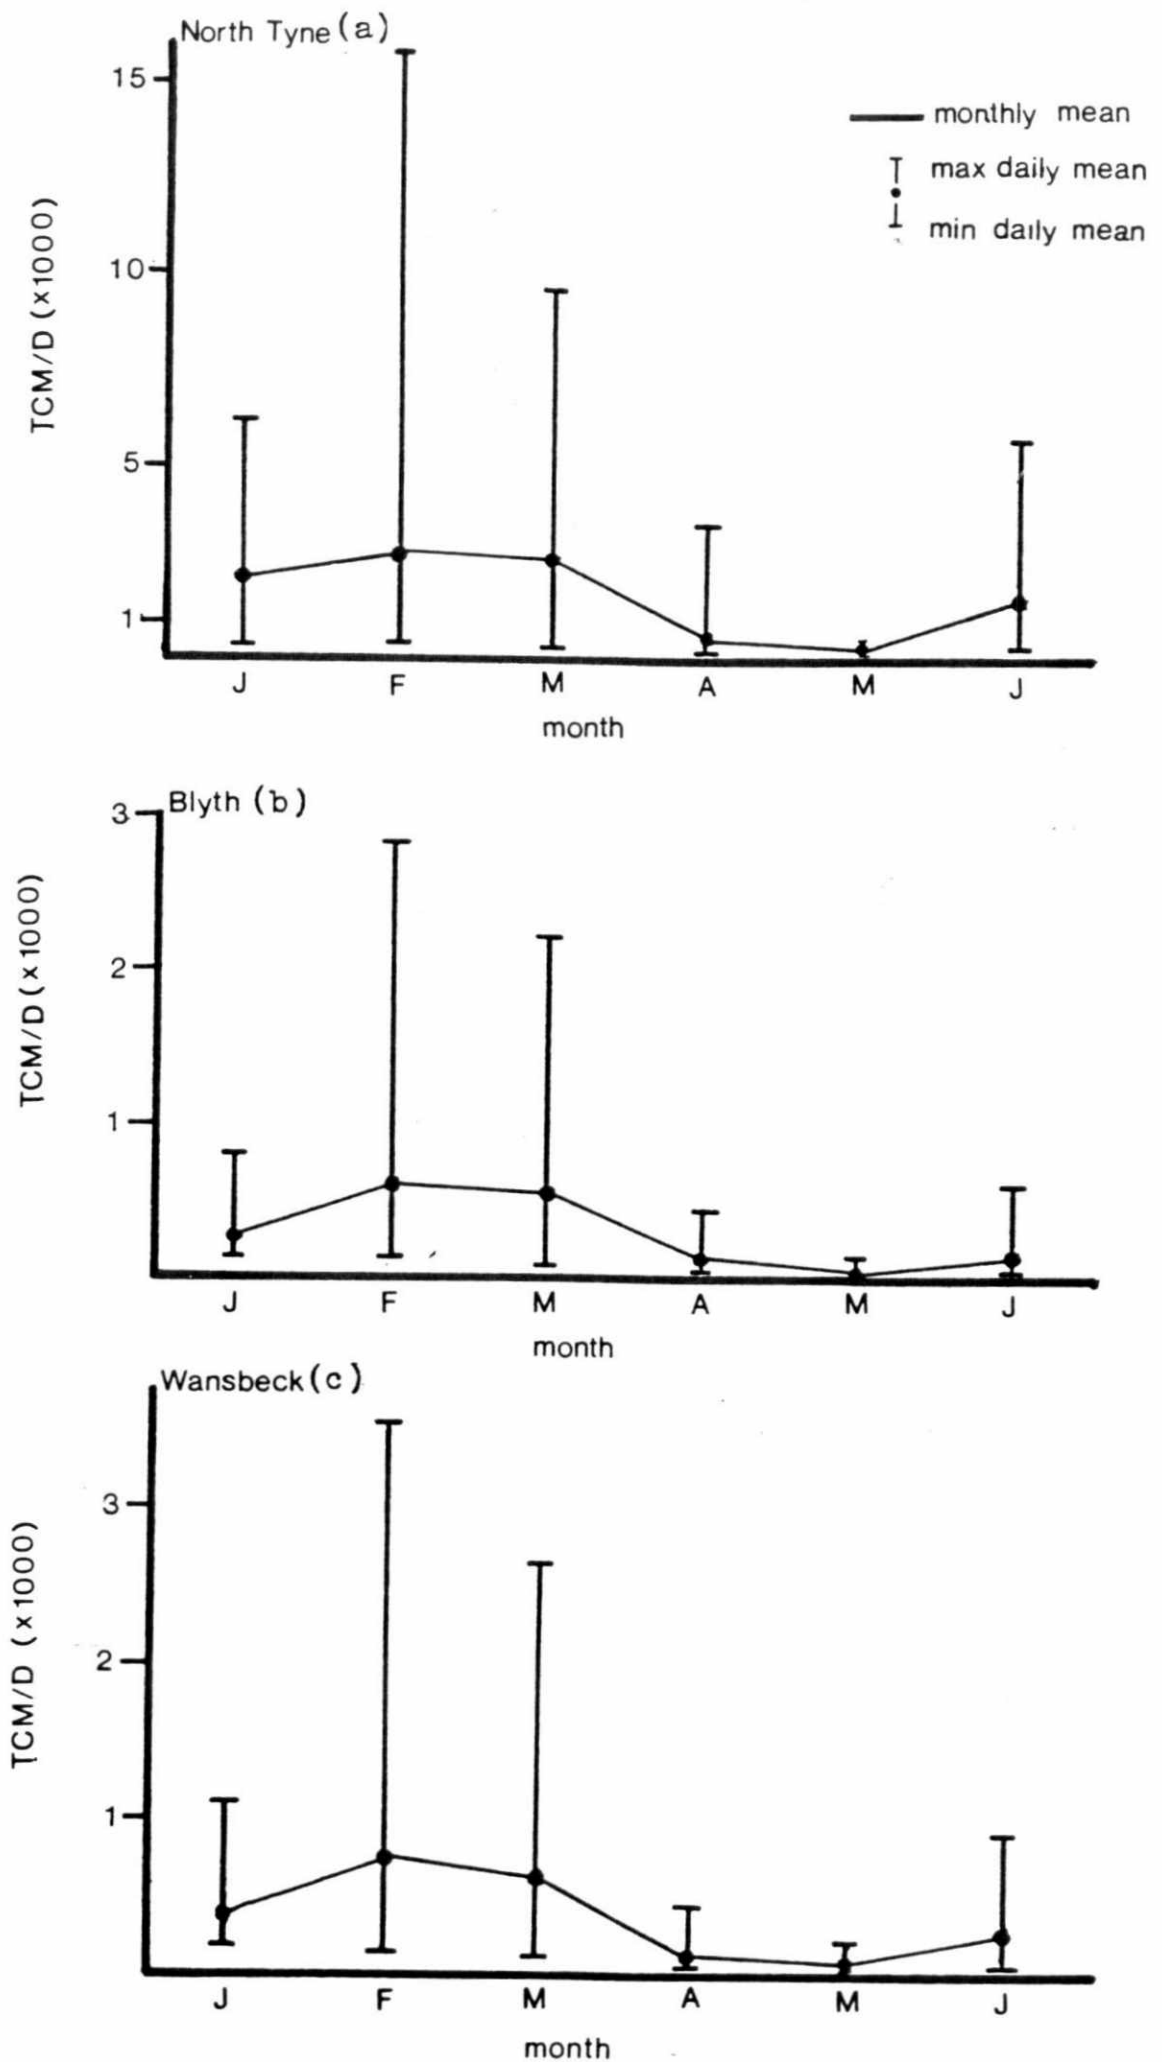 North Tyne (a)
15
10
5
1
TCM/D (x1000)
monthly mean
max daily mean
min daily mean
J F M A M J
month
Blyth (b)
3
2
1
TCM/D (x1000)
J F M A M J
month
Wansbeck (c)
3
2
1
TCM/D (x1000)
J F M A M J
month